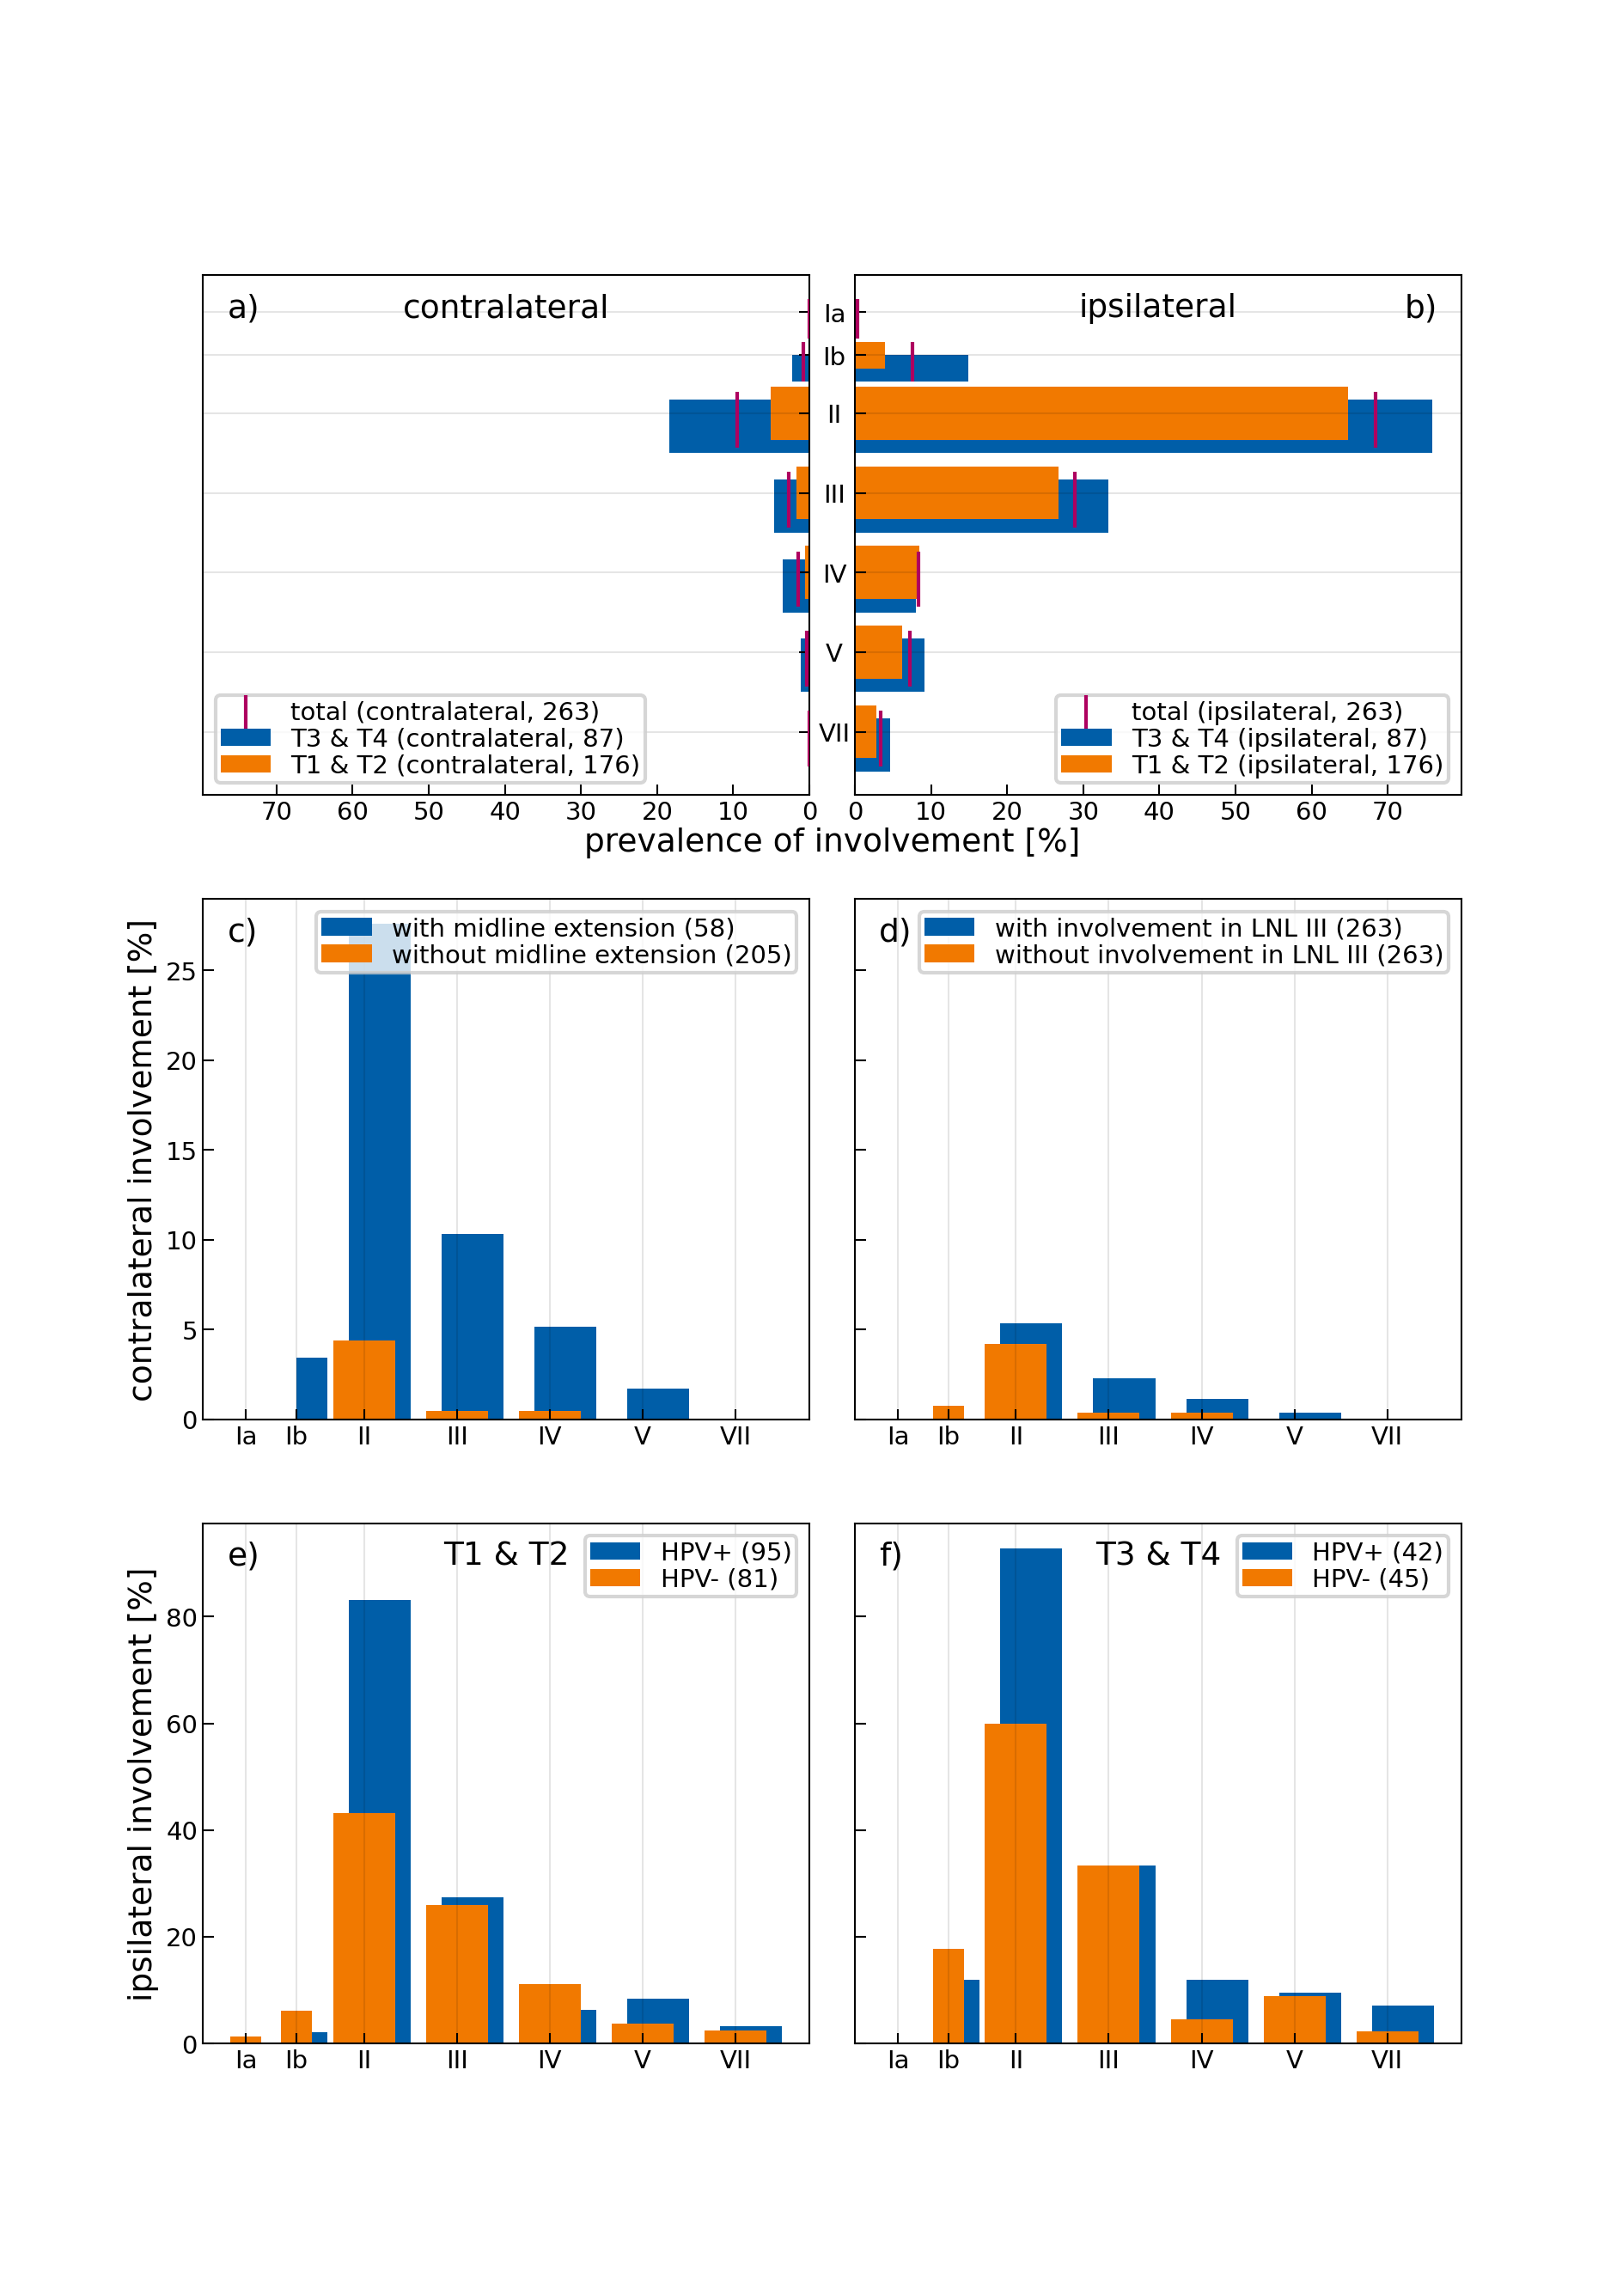 a)
contralateral
ipsilateral
b)
Ia
Ib
II
III
IV
V
VII
total (contralateral, 263)
T3 & T4 (contralateral, 87)
T1 & T2 (contralateral, 176)
total (ipsilateral, 263)
T3 & T4 (ipsilateral, 87)
T1 & T2 (ipsilateral, 176)
70 60 50 40 30 20 10 0
0 10 20 30 40 50 60 70
prevalence of involvement [%]
c)
with midline extension (58)
without midline extension (205)
contralateral involvement [%]
25
20
15
10
5
0
Ia Ib II III IV V VII
d)
with involvement in LNL III (263)
without involvement in LNL III (263)
Ia Ib II III IV V VII
e)
T1 & T2
HPV+ (95)
HPV- (81)
ipsilateral involvement [%]
80
60
40
20
0
Ia Ib II III IV V VII
f)
T3 & T4
HPV+ (42)
HPV- (45)
Ia Ib II III IV V VII